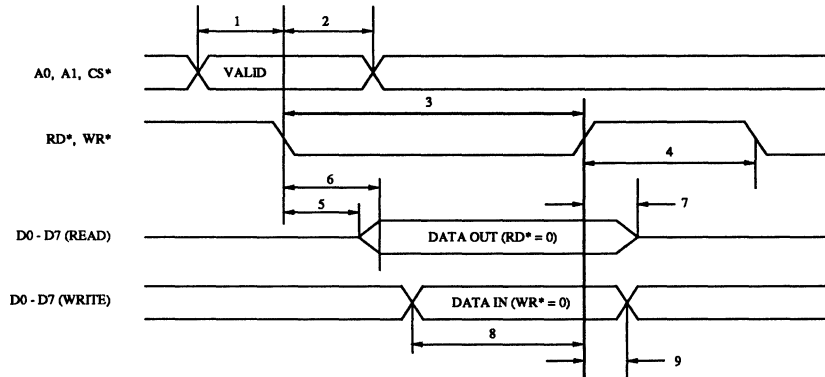 1 2
A0, A1, CS* VALID
3
RD*, WR* 4
6
5 7
D0 - D7 (READ) DATA OUT (RD* = 0)
D0 - D7 (WRITE) DATA IN (WR* = 0)
8
9